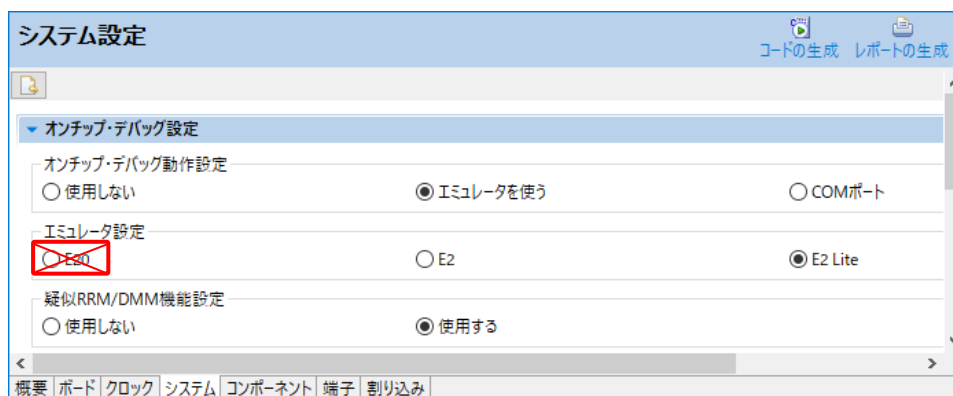 システム設定
コードの生成 レポートの生成
オンチップ・デバッグ設定
オンチップ・デバッグ動作設定
使用しない エミュレータを使う COMポート
エミュレータ設定
E20 E2 E2 Lite
疑似RRM/DMM機能設定
使用しない 使用する
概要 ボード クロック システム コンポーネント 端子 割り込み